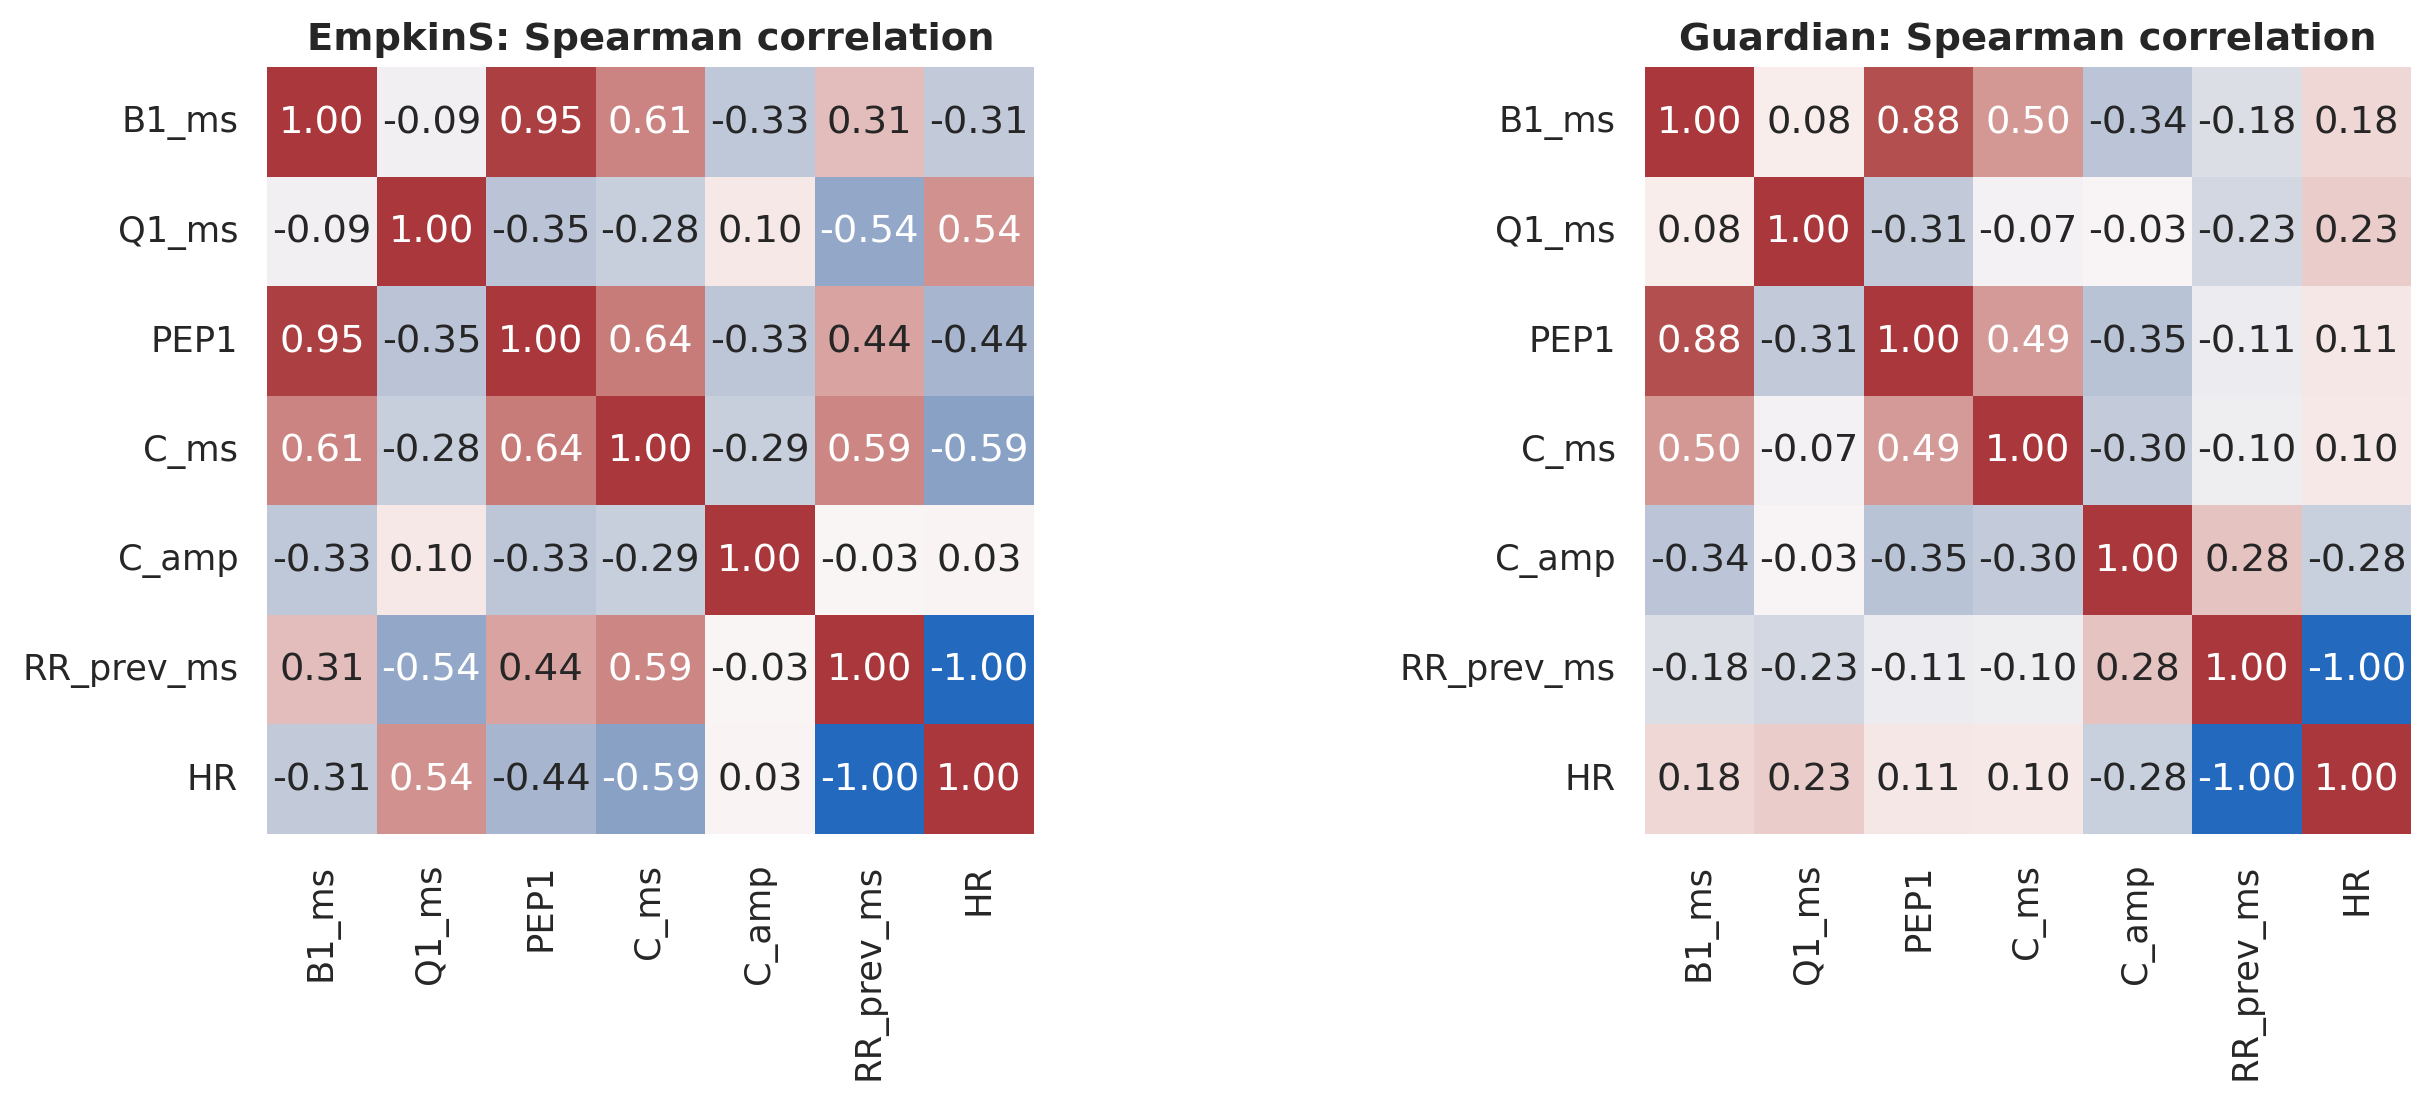 EmpkinS: Spearman correlation
B1_ms 1.00 -0.09 0.95 0.61 -0.33 0.31 -0.31
Q1_ms -0.09 1.00 -0.35 -0.28 0.10 -0.54 0.54
PEP1 0.95 -0.35 1.00 0.64 -0.33 0.44 -0.44
C_ms 0.61 -0.28 0.64 1.00 -0.29 0.59 -0.59
C_amp -0.33 0.10 -0.33 -0.29 1.00 -0.03 0.03
RR_prev_ms 0.31 -0.54 0.44 0.59 -0.03 1.00 -1.00
HR -0.31 0.54 -0.44 -0.59 0.03 -1.00 1.00
B1_ms Q1_ms PEP1 C_ms C_amp RR_prev_ms HR
Guardian: Spearman correlation
B1_ms 1.00 0.08 0.88 0.50 -0.34 -0.18 0.18
Q1_ms 0.08 1.00 -0.31 -0.07 -0.03 -0.23 0.23
PEP1 0.88 -0.31 1.00 0.49 -0.35 -0.11 0.11
C_ms 0.50 -0.07 0.49 1.00 -0.30 -0.10 0.10
C_amp -0.34 -0.03 -0.35 -0.30 1.00 0.28 -0.28
RR_prev_ms -0.18 -0.23 -0.11 -0.10 0.28 1.00 -1.00
HR 0.18 0.23 0.11 0.10 -0.28 -1.00 1.00
B1_ms Q1_ms PEP1 C_ms C_amp RR_prev_ms HR